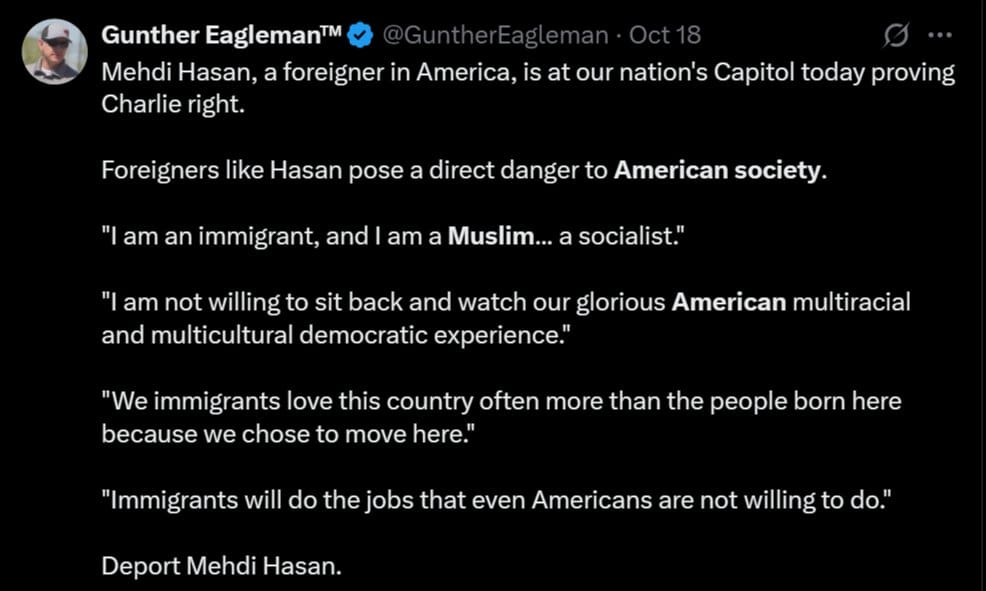 Gunther Eagleman™ @GuntherEagleman · Oct 18
Mehdi Hasan, a foreigner in America, is at our nation's Capitol today proving
Charlie right.
Foreigners like Hasan pose a direct danger to American society.
"I am an immigrant, and I am a Muslim... a socialist."
"I am not willing to sit back and watch our glorious American multiracial
and multicultural democratic experience."
"We immigrants love this country often more than the people born here
because we chose to move here."
"Immigrants will do the jobs that even Americans are not willing to do."
Deport Mehdi Hasan.